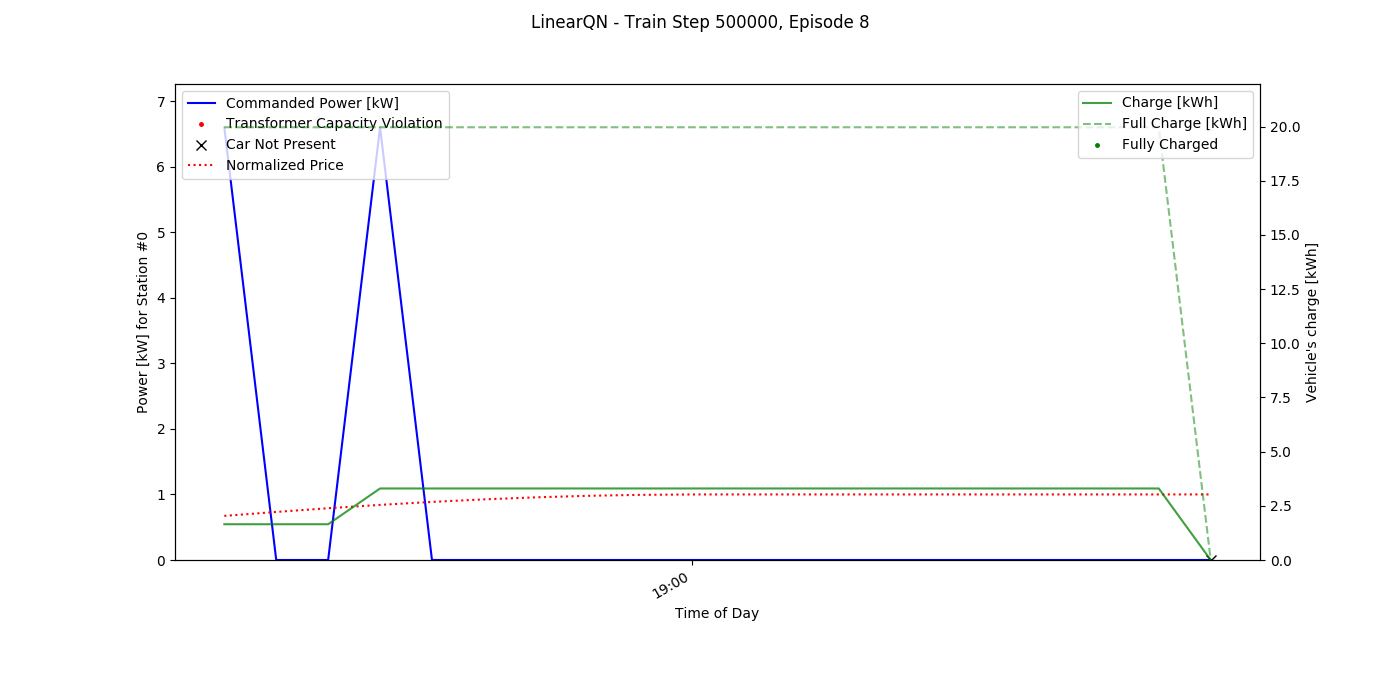 LinearQN - Train Step 500000, Episode 8
Commanded Power [kW]
Transformer Capacity Violation
Car Not Present
Normalized Price
Charge [kWh]
Full Charge [kWh]
Fully Charged
7
6
5
4
3
2
1
0
Power [kW] for Station #0
20.0
17.5
15.0
12.5
10.0
7.5
5.0
2.5
0.0
Vehicle's charge [kWh]
19:00
Time of Day